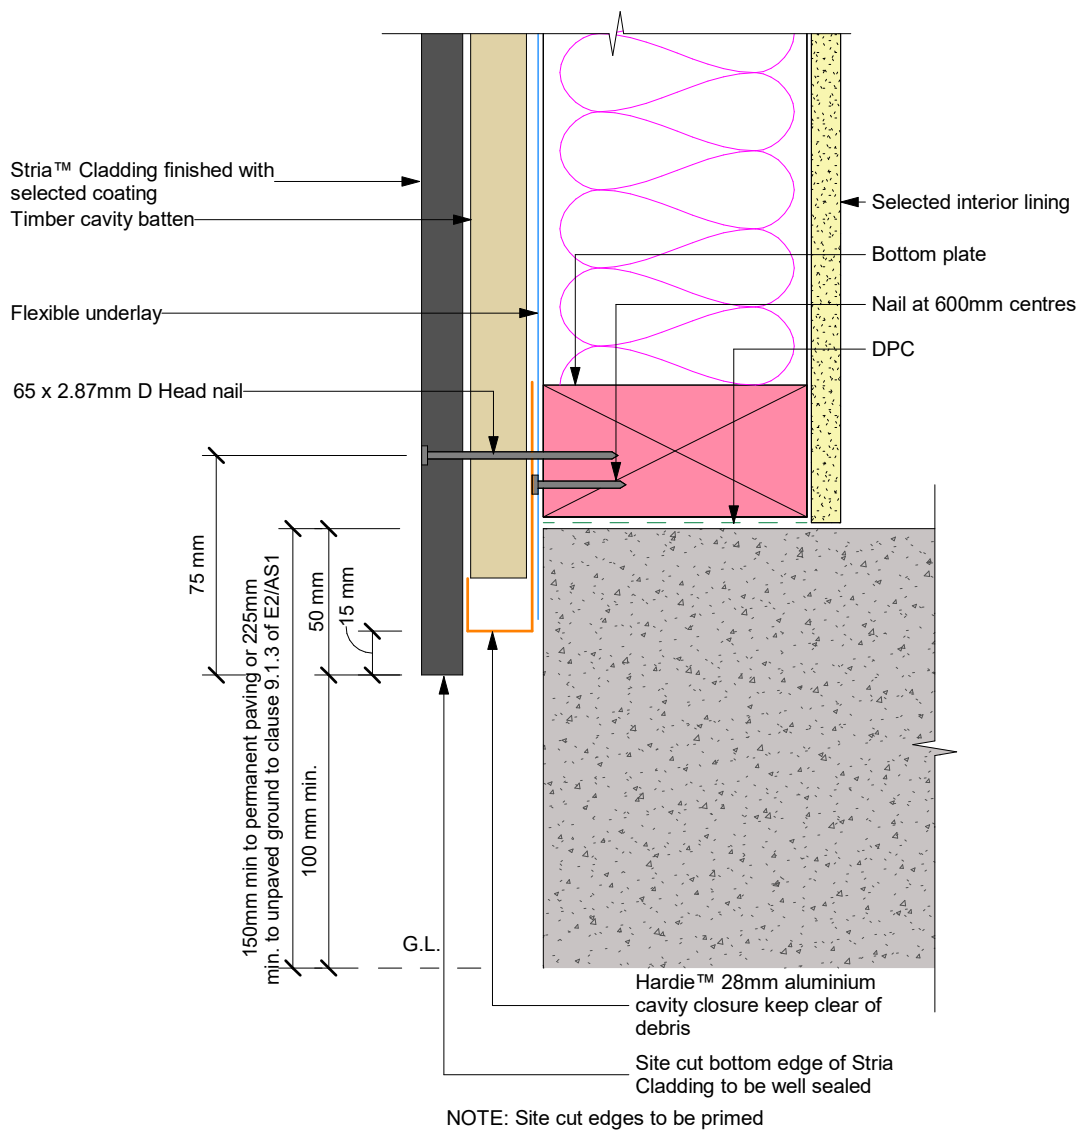 Stria™ Cladding finished with
selected coating
Timber cavity batten
Flexible underlay
65 x 2.87mm D Head nail
Selected interior lining
Bottom plate
Nail at 600mm centres
DPC
75 mm
150mm min to permanent paving or 225mm
min. to unpaved ground to clause 9.1.3 of E2/AS1
50 mm
15 mm
100 mm min.
G.L.
Hardie™ 28mm aluminium
cavity closure keep clear of
debris
Site cut bottom edge of Stria
Cladding to be well sealed
NOTE: Site cut edges to be primed